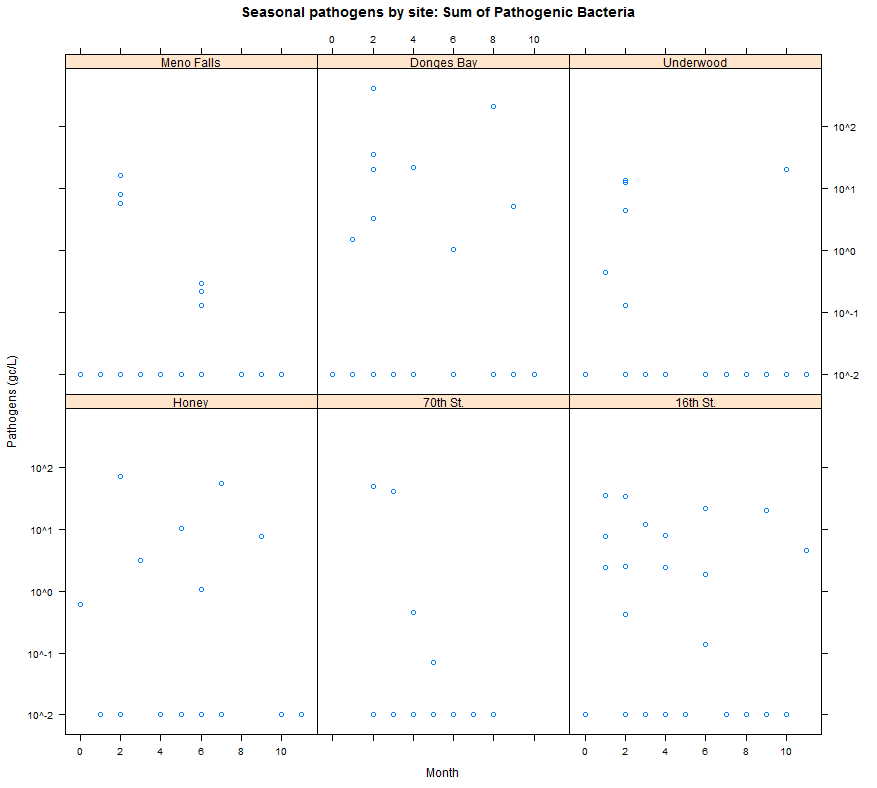 Seasonal pathogens by site: Sum of Pathogenic Bacteria
0 2 4 6 8 10
Meno Falls Donges Bay Underwood
10^2
10^1
10^0
10^-1
10^-2
Pathogens (gc/L)
Honey 70th St. 16th St.
10^2
10^1
10^0
10^-1
10^-2
0 2 4 6 8 10 0 2 4 6 8 10
Month